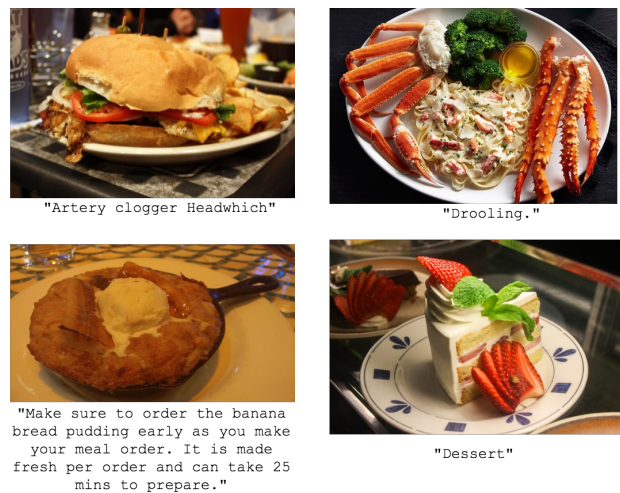 "Artery clogger Headwhich"
"Drooling."
"Make sure to order the banana
bread pudding early as you make
your meal order. It is made
fresh per order and can take 25
mins to prepare."
"Dessert"